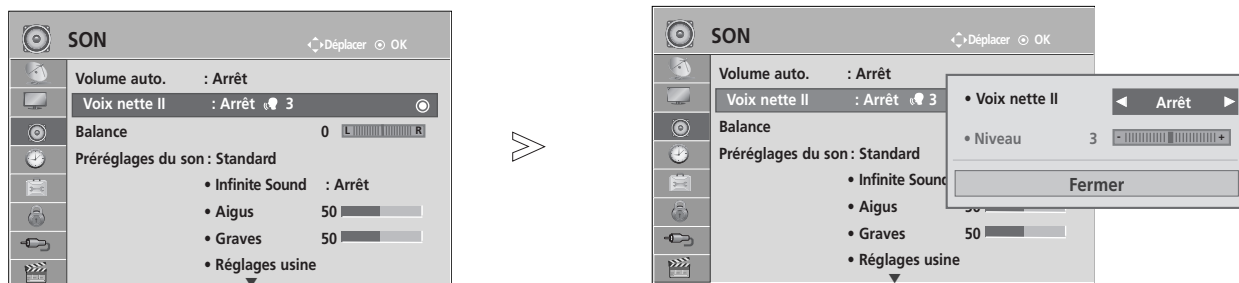 SON
Déplacer OK
Volume auto. : Arrêt
Voix nette II : Arrêt 3
Balance 0 L R
Préréglages du son : Standard
• Infinite Sound : Arrêt
• Aigus 50
• Graves 50
• Réglages usine
SON
Déplacer OK
Volume auto. : Arrêt
Voix nette II : Arrêt 3
Balance
Préréglages du son : Standard
• Infinite Sound
• Aigus
• Graves 50
• Réglages usine
• Voix nette II Arrêt
• Niveau 3 - +
Fermer